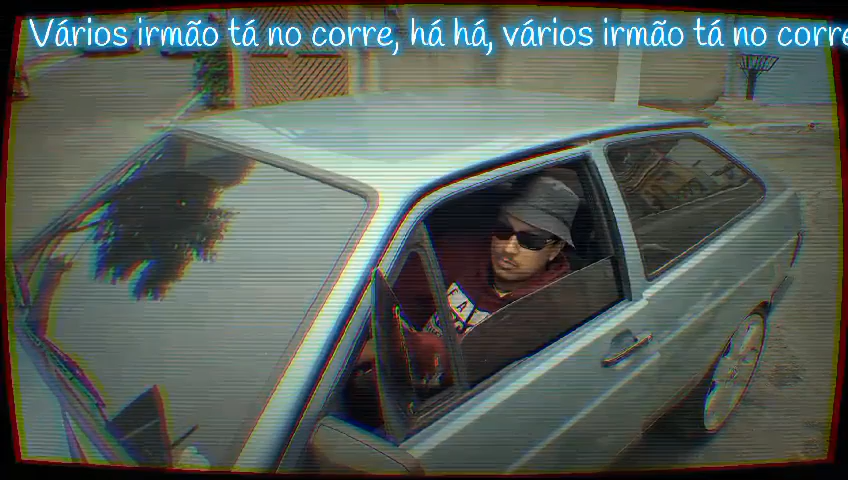 Vários irmão tá no corre, há há, vários irmão tá no corre